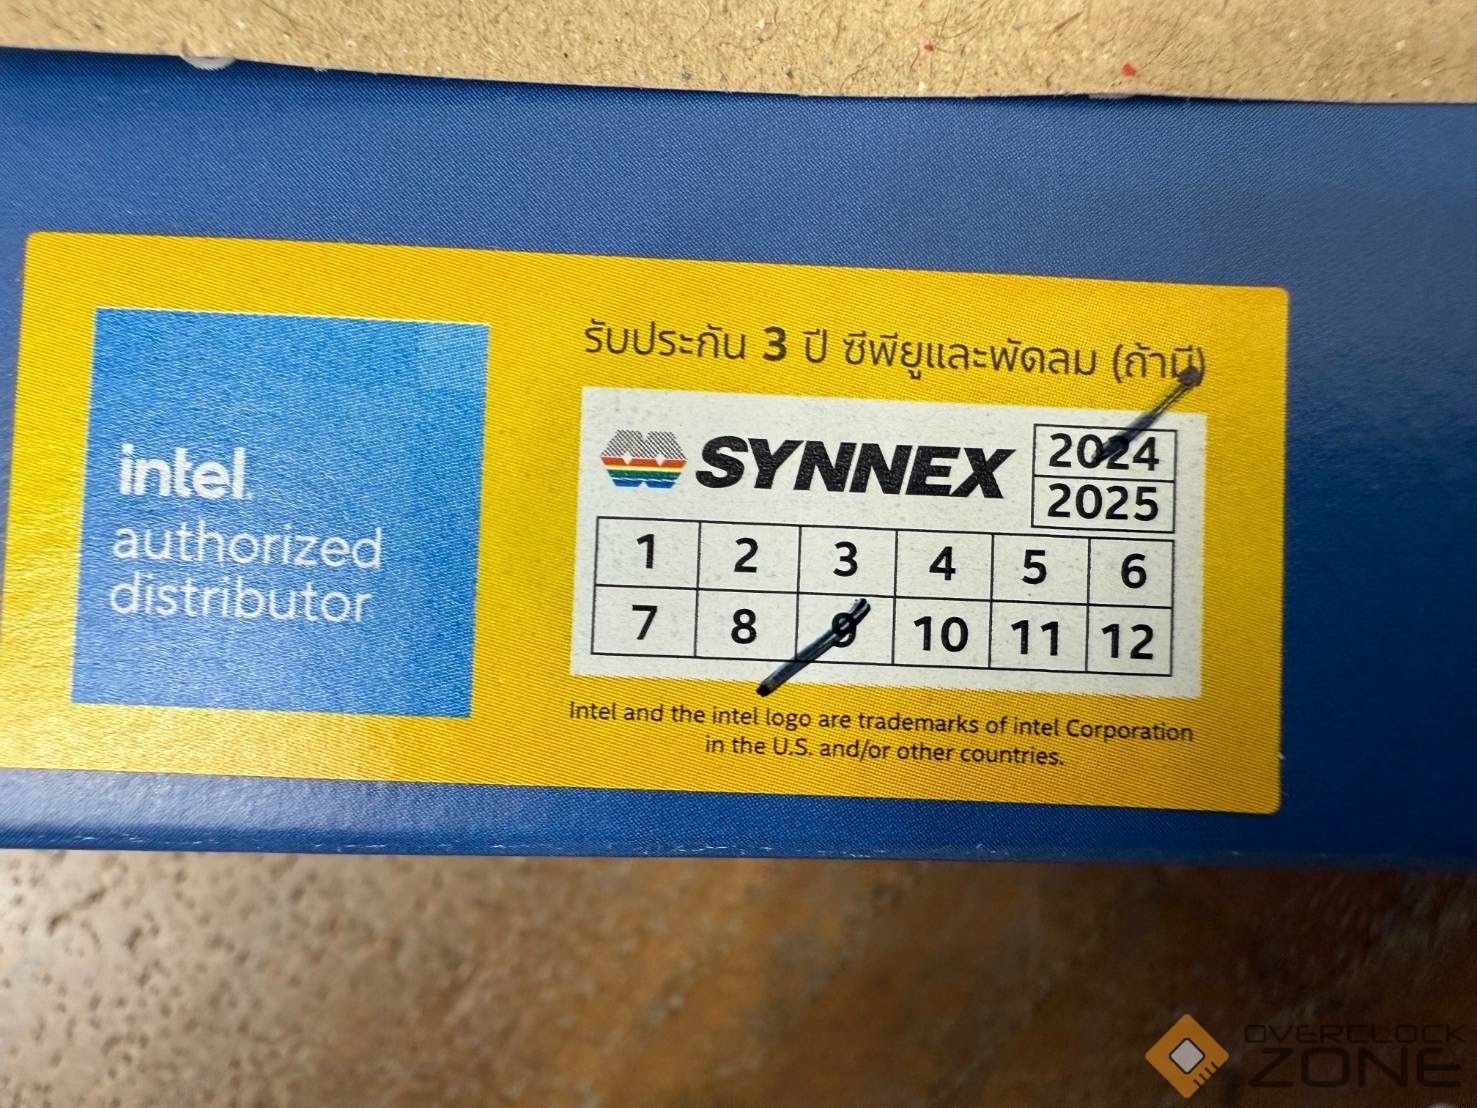 intel
authorized
distributor
รับประกัน 3 ปี ซีพียูและพัดลม (ถ้ามี)
SYNNEX
2024
2025
1 2 3 4 5 6
7 8 9 10 11 12
Intel and the intel logo are trademarks of intel Corporation
in the U.S. and/or other countries.
OVERCLOCK
ZONE